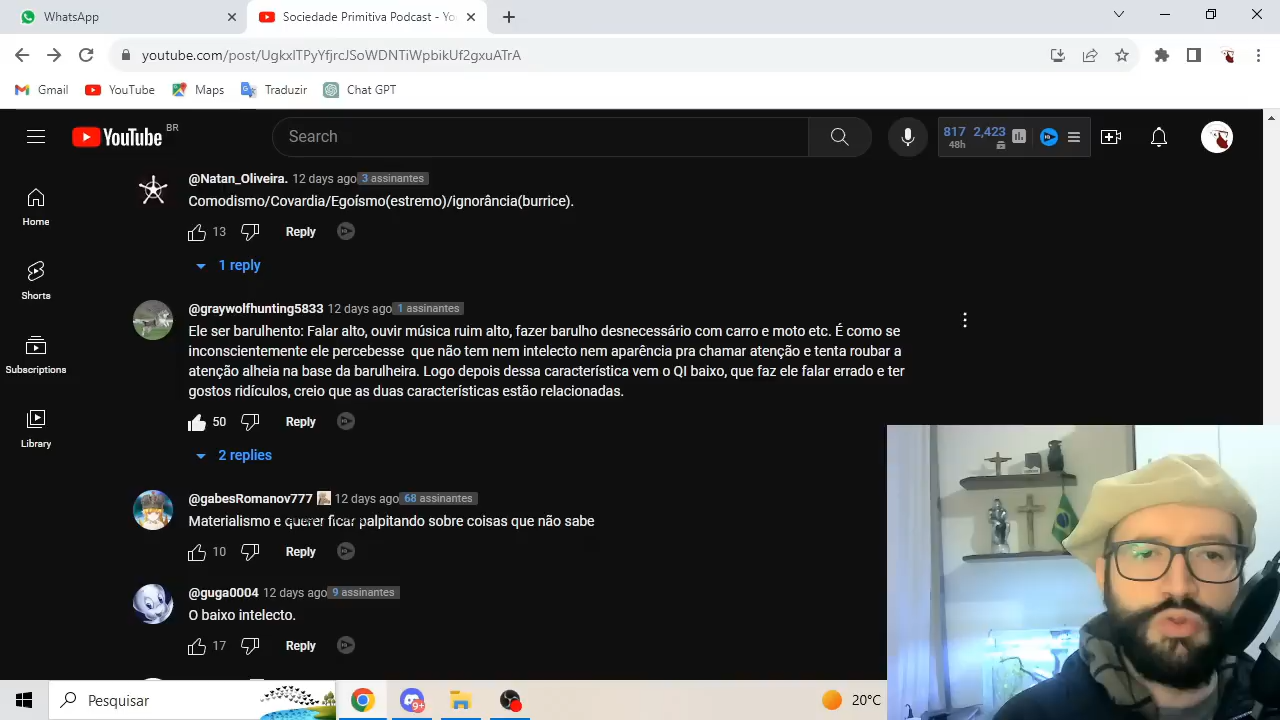 WhatsApp
Sociedade Primitiva Podcast - Yo
youtube.com/post/UgkxlTPyYfjrcJSoWDNTiWpbikUf2gxuATrA
Gmail
YouTube
Maps
Traduzir
Chat GPT
YouTube BR
Search
817 2,423
48h
@Natan_Oliveira. 12 days ago 3 assinantes
Comodismo/Covardia/Egoísmo(estremo)/ignorância(burrice).
13 Reply
1 reply
@graywolfhunting5833 12 days ago 1 assinantes
Ele ser barulhento: Falar alto, ouvir música ruim alto, fazer barulho desnecessário com carro e moto etc. É como se
inconscientemente ele percebesse que não tem nem intelecto nem aparência pra chamar atenção e tenta roubar a
atenção alheia na base da barulheira. Logo depois dessa característica vem o QI baixo, que faz ele falar errado e ter
gostos ridículos, creio que as duas características estão relacionadas.
50 Reply
2 replies
@gabesRomanov777 12 days ago 68 assinantes
Materialismo e querer ficar palpitando sobre coisas que não sabe
10 Reply
@guga0004 12 days ago 9 assinantes
O baixo intelecto.
17 Reply
Home
Shorts
Subscriptions
Library
Pesquisar
9+
20°C